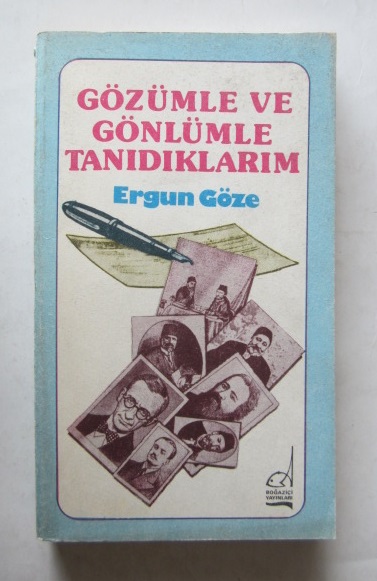 GÖZÜMLE VE
GÖNLÜMLE
TANIDIKLARIM
Ergun Göze
BOĞAZİÇİ
YAYINLARI